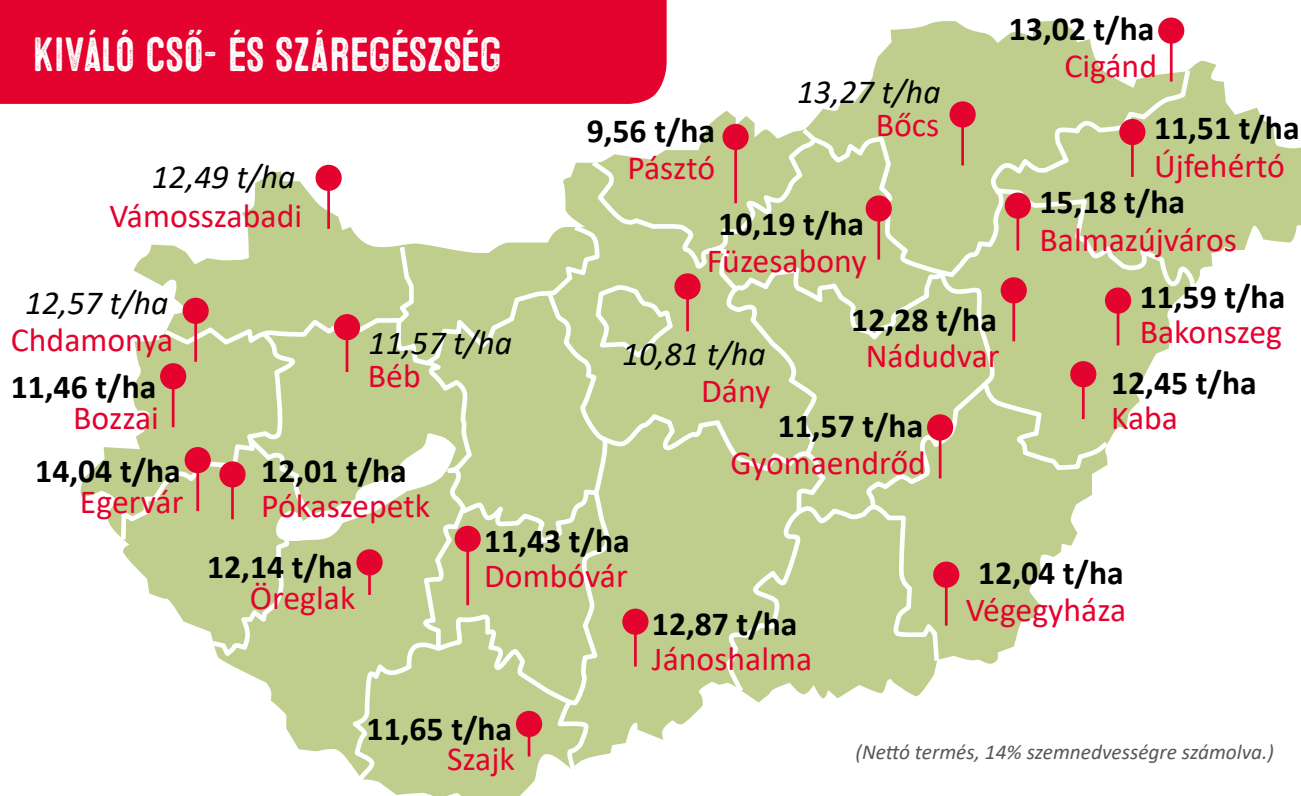 KIVÁLÓ CSŐ- ÉS SZÁREGÉSZSÉG
13,02 t/ha
Cigánd
13,27 t/ha
Bőcs
9,56 t/ha
Pásztó
11,51 t/ha
Újfehértó
12,49 t/ha
Vámosszabadi
15,18 t/ha
Balmazújváros
10,19 t/ha
Füzesabony
12,57 t/ha
Chdamonya
11,57 t/ha
Béb
10,81 t/ha
Dány
12,28 t/ha
Nádudvar
11,59 t/ha
Bakonszeg
11,46 t/ha
Bozzai
12,45 t/ha
Kaba
11,57 t/ha
Gyomaendrőd
14,04 t/ha
Egervár
12,01 t/ha
Pókaszepetk
11,43 t/ha
Dombóvár
12,14 t/ha
Öreglak
12,04 t/ha
Végegyháza
12,87 t/ha
Jánoshalma
11,65 t/ha
Szajk
(Nettó termés, 14% szemnedvességre számolva.)